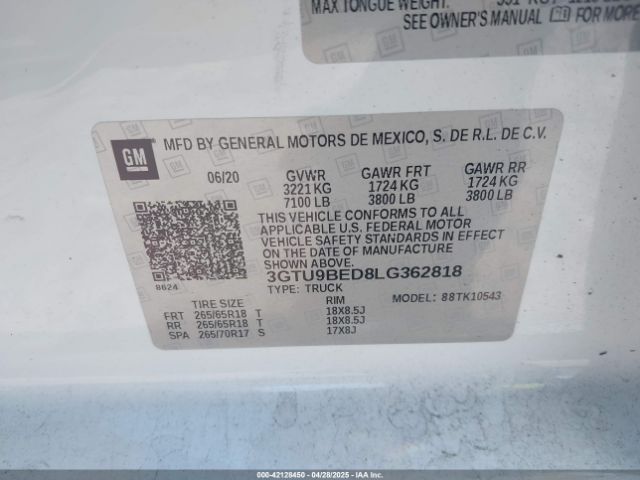 MAX TONGUE WEIGHT:
SEE OWNER'S MANUAL FOR MORE
GM
MFD BY GENERAL MOTORS DE MEXICO, S. DE R.L. DE C.V.
06/20 GVWR GAWR FRT GAWR RR
3221 KG 1724 KG 1724 KG
7100 LB 3800 LB 3800 LB
THIS VEHICLE CONFORMS TO ALL
APPLICABLE U.S. FEDERAL MOTOR
VEHICLE SAFETY STANDARDS IN EFFECT
ON THE DATE OF MANUFACTURE
SHOWN ABOVE.
3GTU9BED8LG362818
8624
TYPE: TRUCK MODEL: 88TK10543
TIRE SIZE RIM
FRT 265/65R18 T 18X8.5J
RR 265/65R18 T 18X8.5J
SPA 265/70R17 S 17X8J
000-42128450 - 04/28/2025 - IAAI.COM